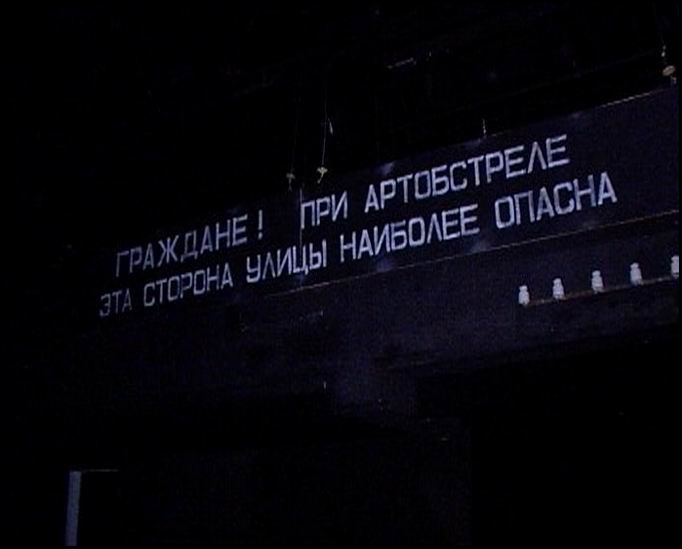 ГРАЖДАНЕ! ПРИ АРТОБСТРЕЛЕ
ЭТА СТОРОНА УЛИЦЫ НАИБОЛЕЕ ОПАСНА